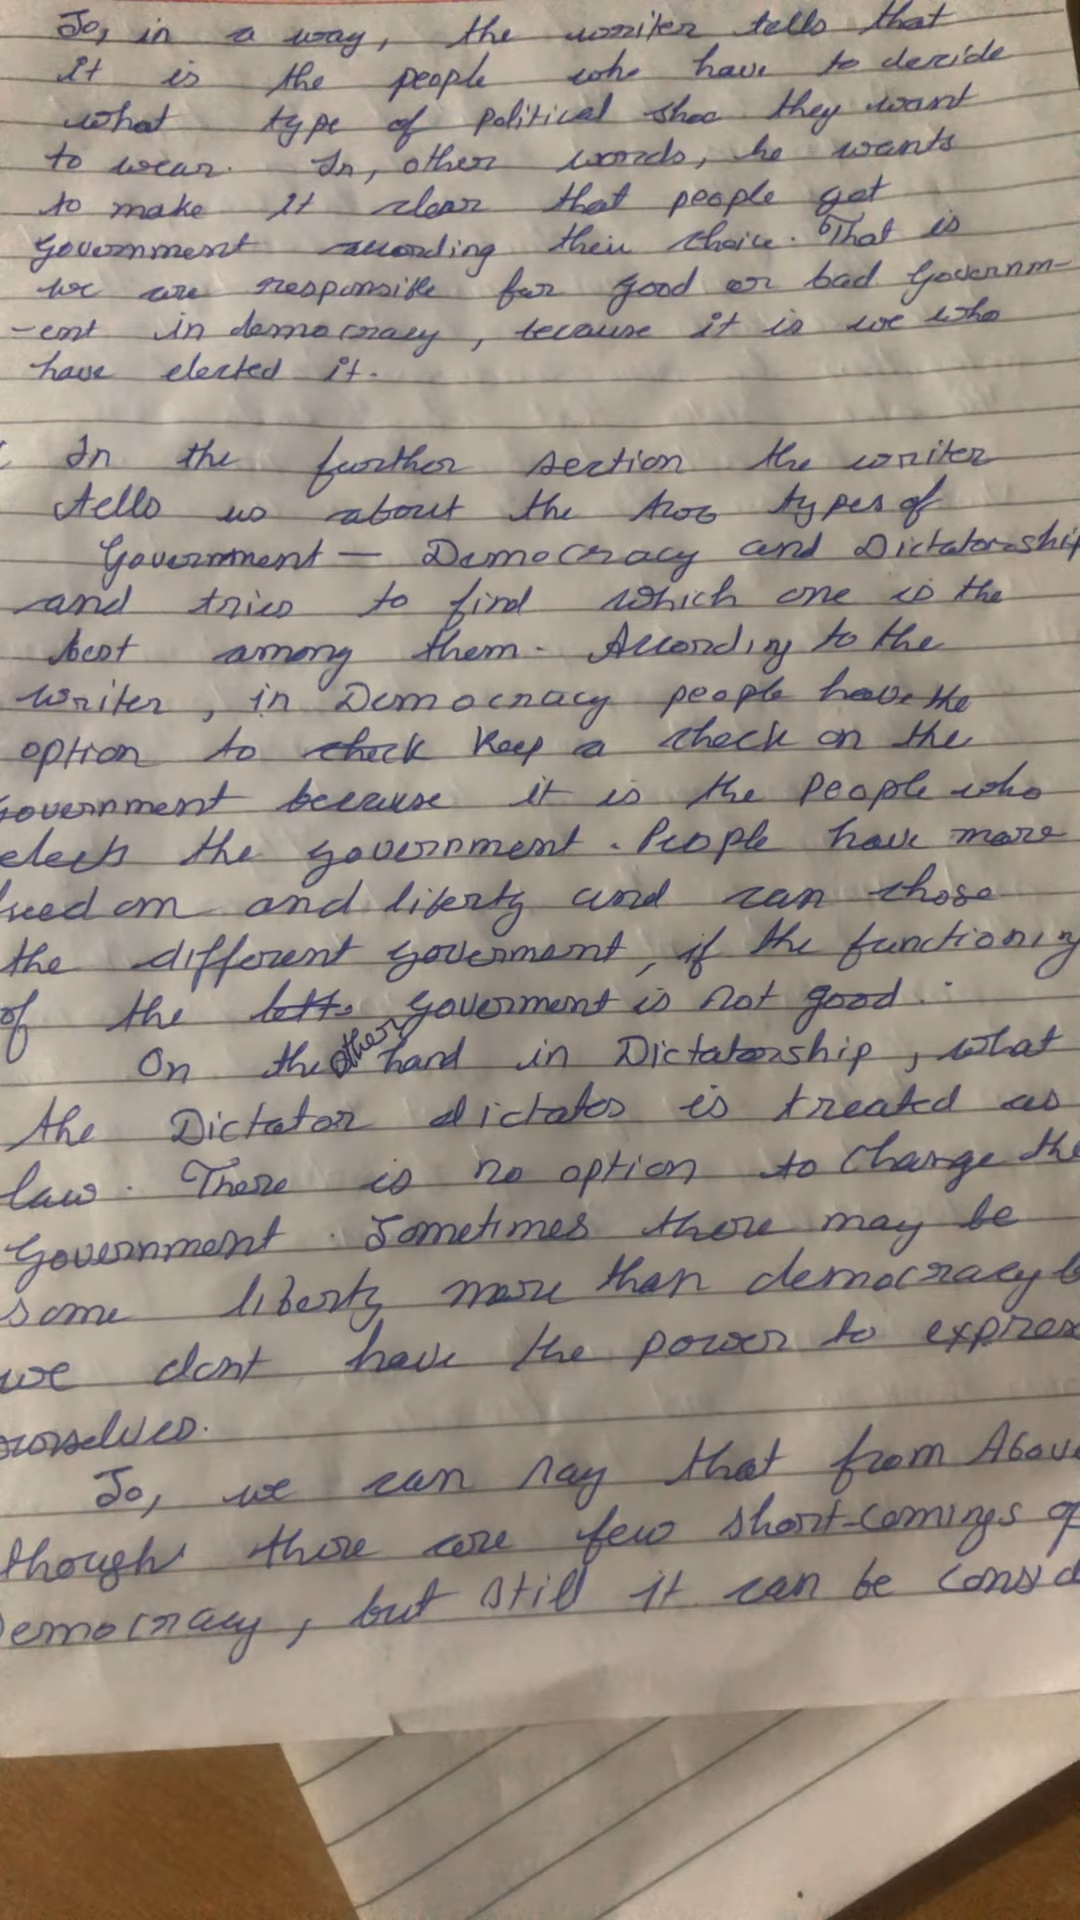 So, in a way, the writer tells that
it is the people who have to decide
what type of political shoe they want
to wear. In, other words, he wants
to make it clear that people get
Government according their choice. That is
we are responsible for good or bad Governm-
-ent in democracy, because it is we who
have elected it.
In the further section the writer
tells us about the two types of
Government — Democracy and Dictatorship
and tries to find which one is the
best among them. According to the
writer, in Democracy people have the
option to check Keep a check on the
Government because it is the people who
elects the government. People have more
freedom and liberty and can chose
the different goverment, if the functioning
of the Goverment is not good.
On the other hand in Dictatorship, what
the Dictator dictates is treated as
law. There is no option to change the
Government. Sometimes there may be
some liberty more than democracy b
we dont have the power to express
ourselves.
So, we can say that from Above
though there are few short-comings of
Democracy, but still it can be consid